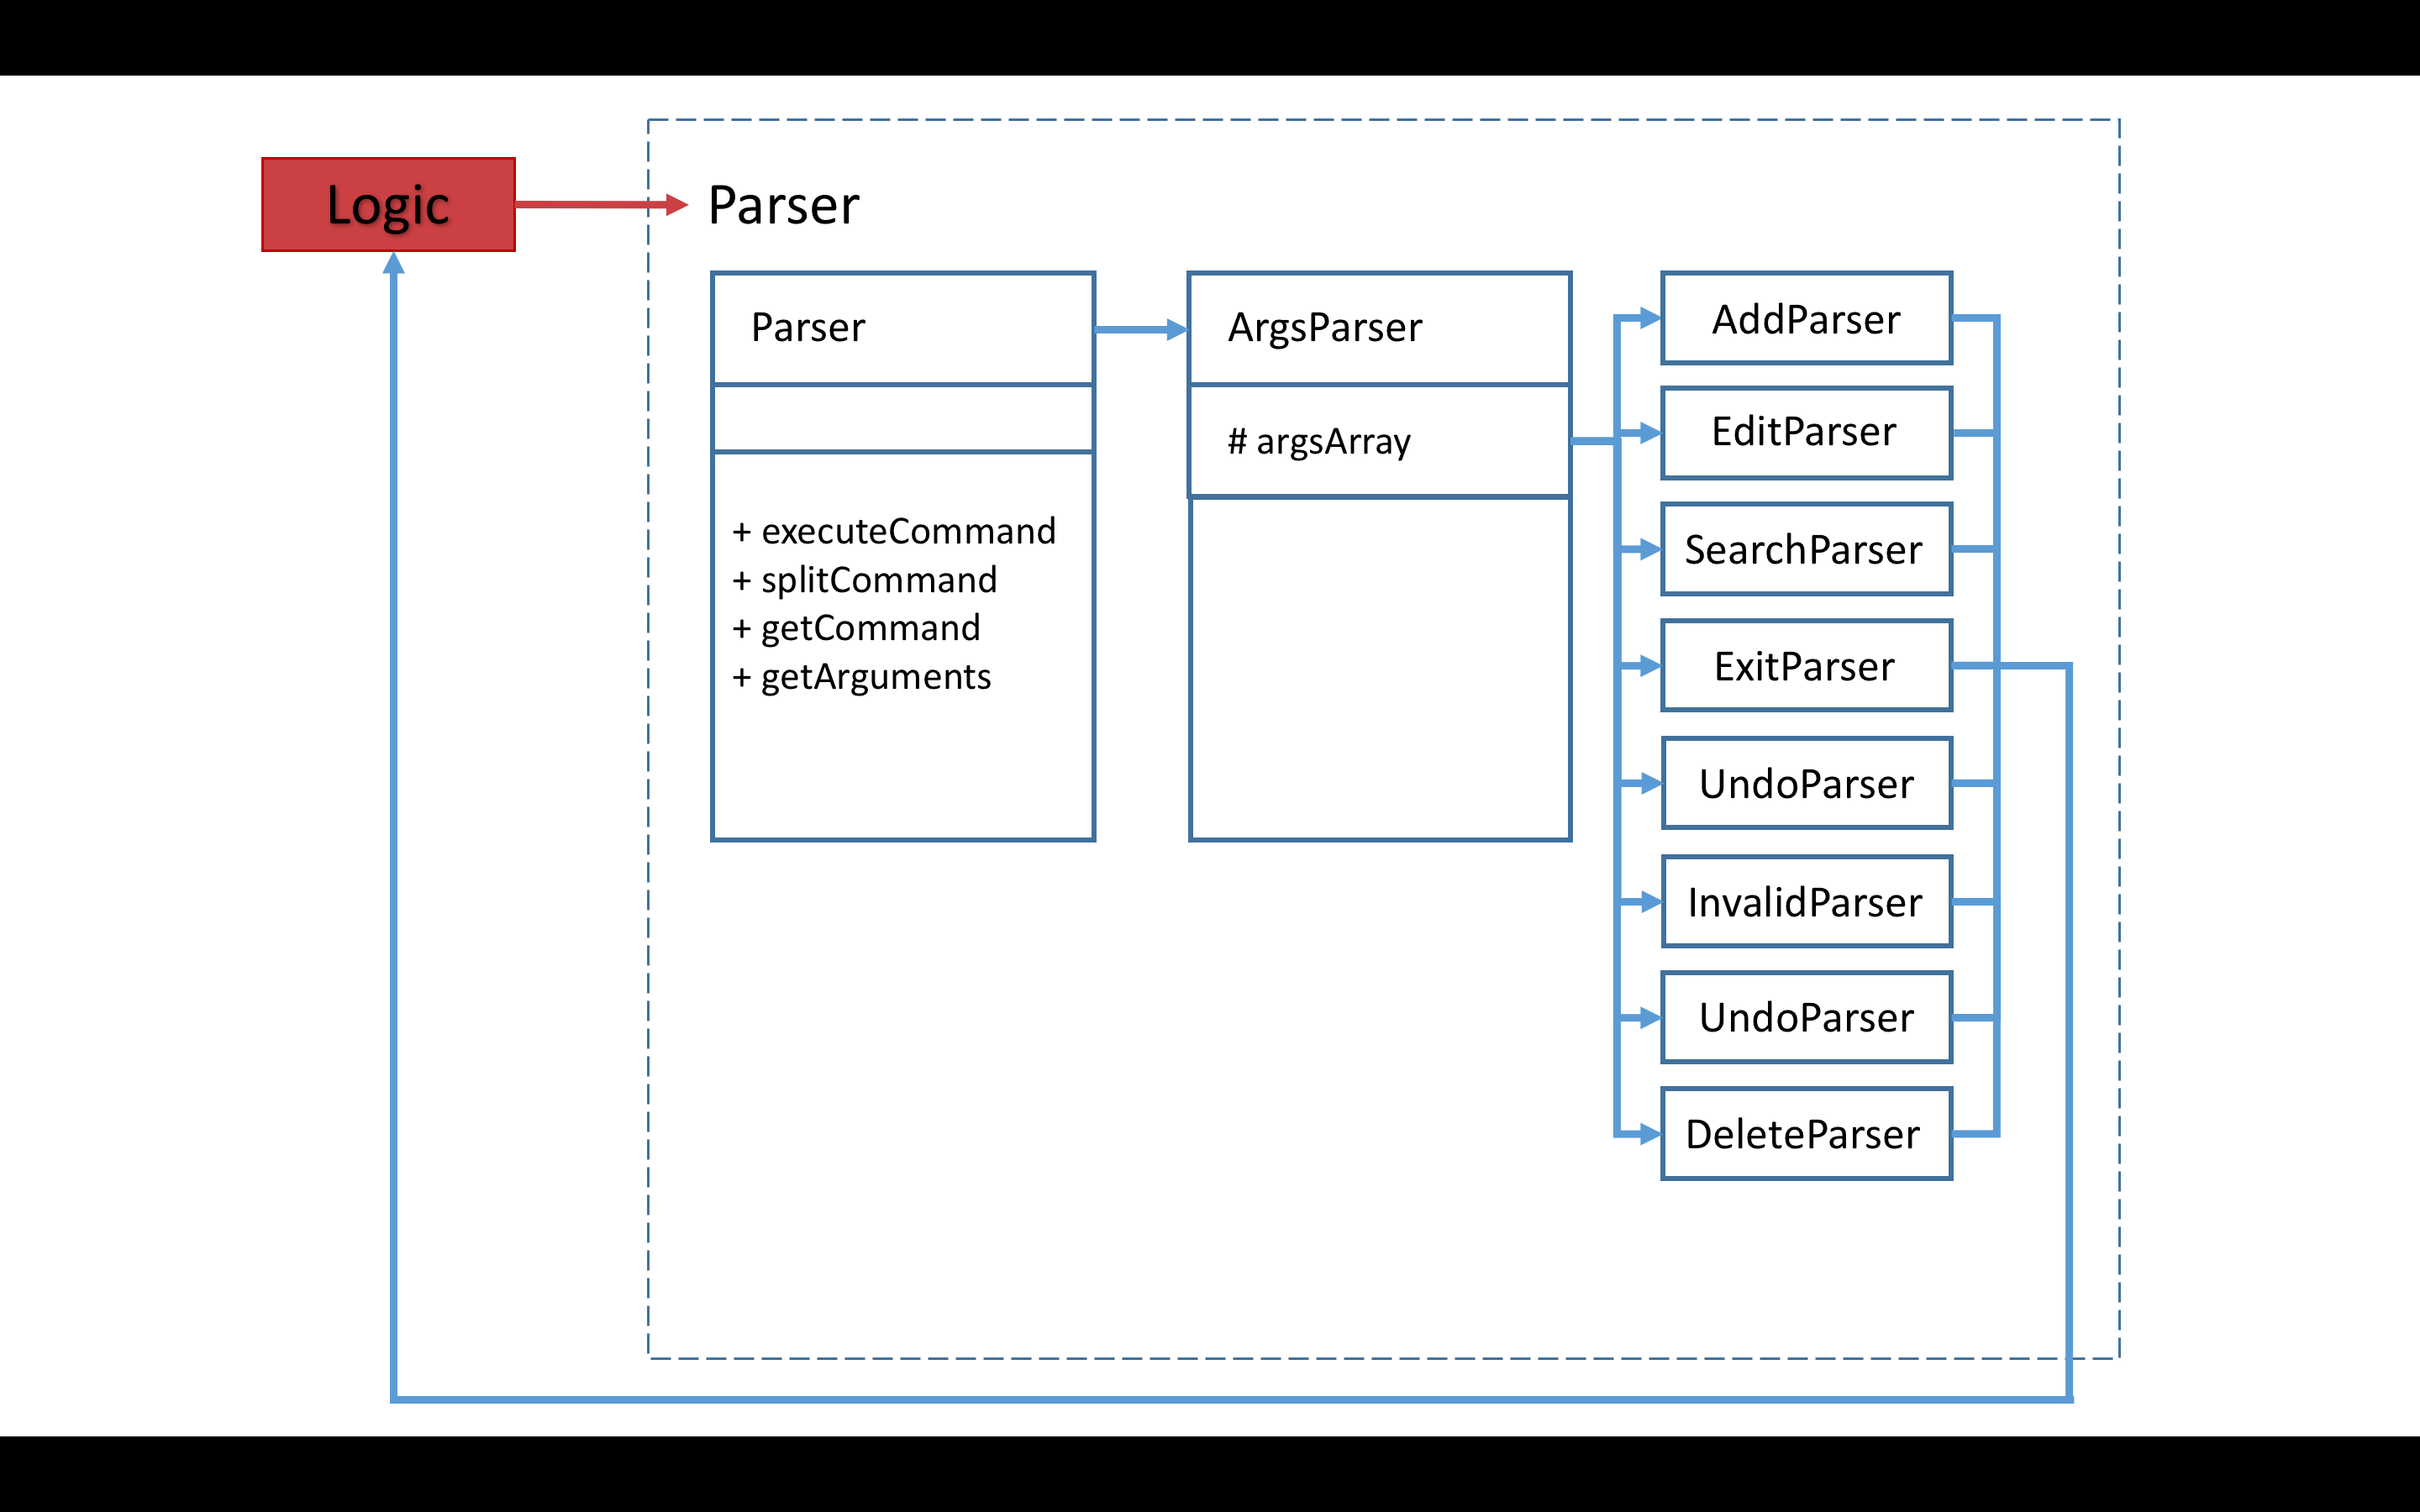 Logic
Parser
Parser
+ executeCommand
+ splitCommand
+ getCommand
+ getArguments
ArgsParser
# argsArray
AddParser
EditParser
SearchParser
ExitParser
UndoParser
InvalidParser
UndoParser
DeleteParser